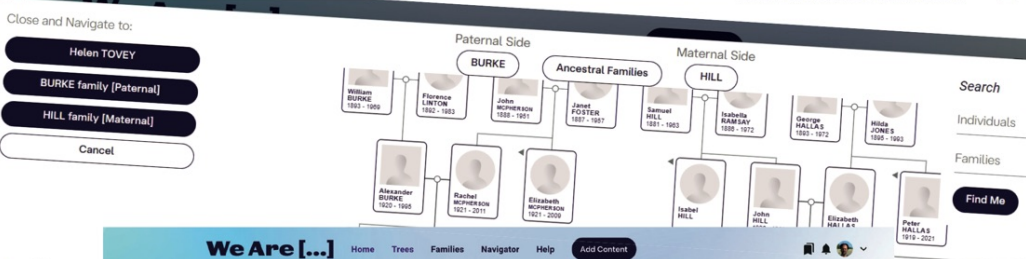 Close and Navigate to:
Helen TOVEY
BURKE family [Paternal]
HILL family [Maternal]
Cancel
Paternal Side
BURKE
Ancestral Families
Maternal Side
HILL
Search
Individuals
Families
Find Me
William
BURKE
1893 - 1969
Florence
LINTON
1892 - 1983
John
MCPHERSON
1888 - 1951
Janet
FOSTER
1887 - 1957
Samuel
HILL
1881 - 1963
Isabella
RAMSAY
1885 - 1972
George
HALLAS
1893 - 1972
Hilda
JONES
1895 - 1993
Alexander
BURKE
1920 - 1995
Rachel
MCPHERSON
1921 - 2011
Elizabeth
MCPHERSON
1921 - 2009
Isabel
HILL
John
HILL
Elizabeth
HALLAS
Peter
HALLAS
1919 - 2021
We Are [...]
Home Trees Families Navigator Help Add Content